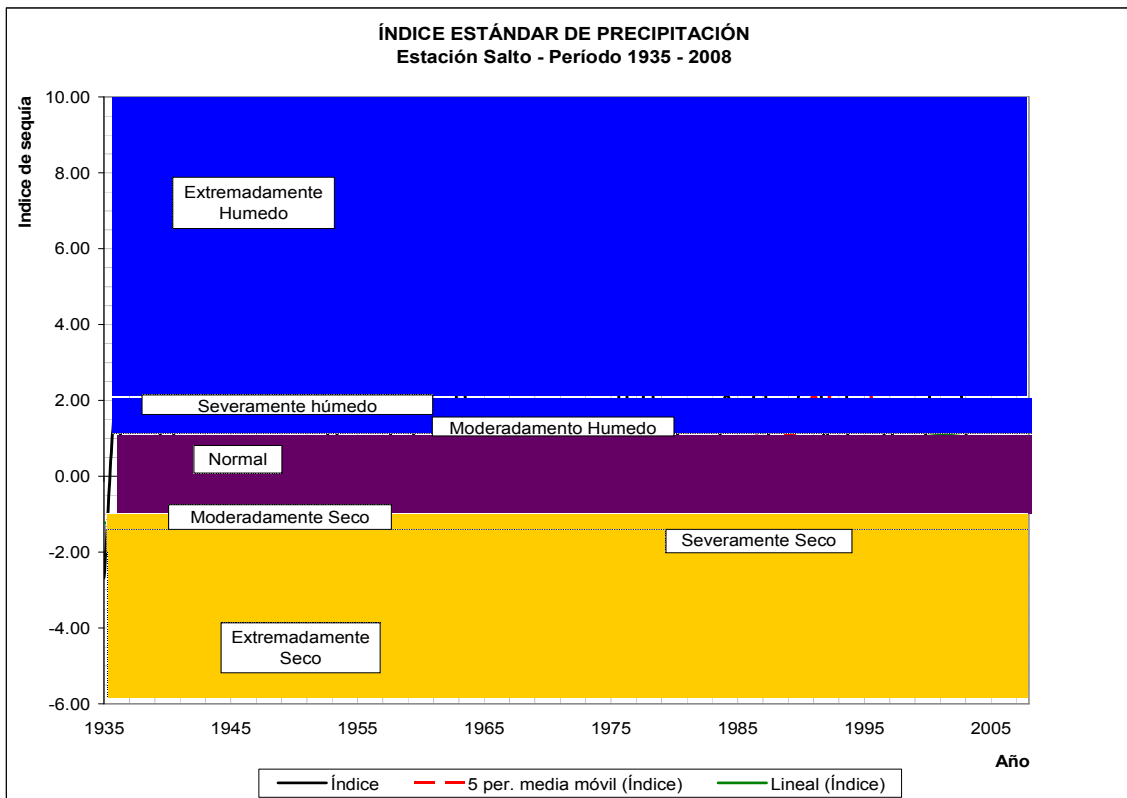 ÍNDICE ESTÁNDAR DE PRECIPITACIÓN
Estación Salto - Período 1935 - 2008
Indice de sequía
10.00
8.00
6.00
4.00
2.00
0.00
-2.00
-4.00
-6.00
Extremadamente
Humedo
Severamente húmedo
Moderadamento Humedo
Normal
Moderadamente Seco
Severamente Seco
Extremadamente
Seco
1935 1945 1955 1965 1975 1985 1995 2005
Año
Índice 5 per. media móvil (Índice) Lineal (Índice)